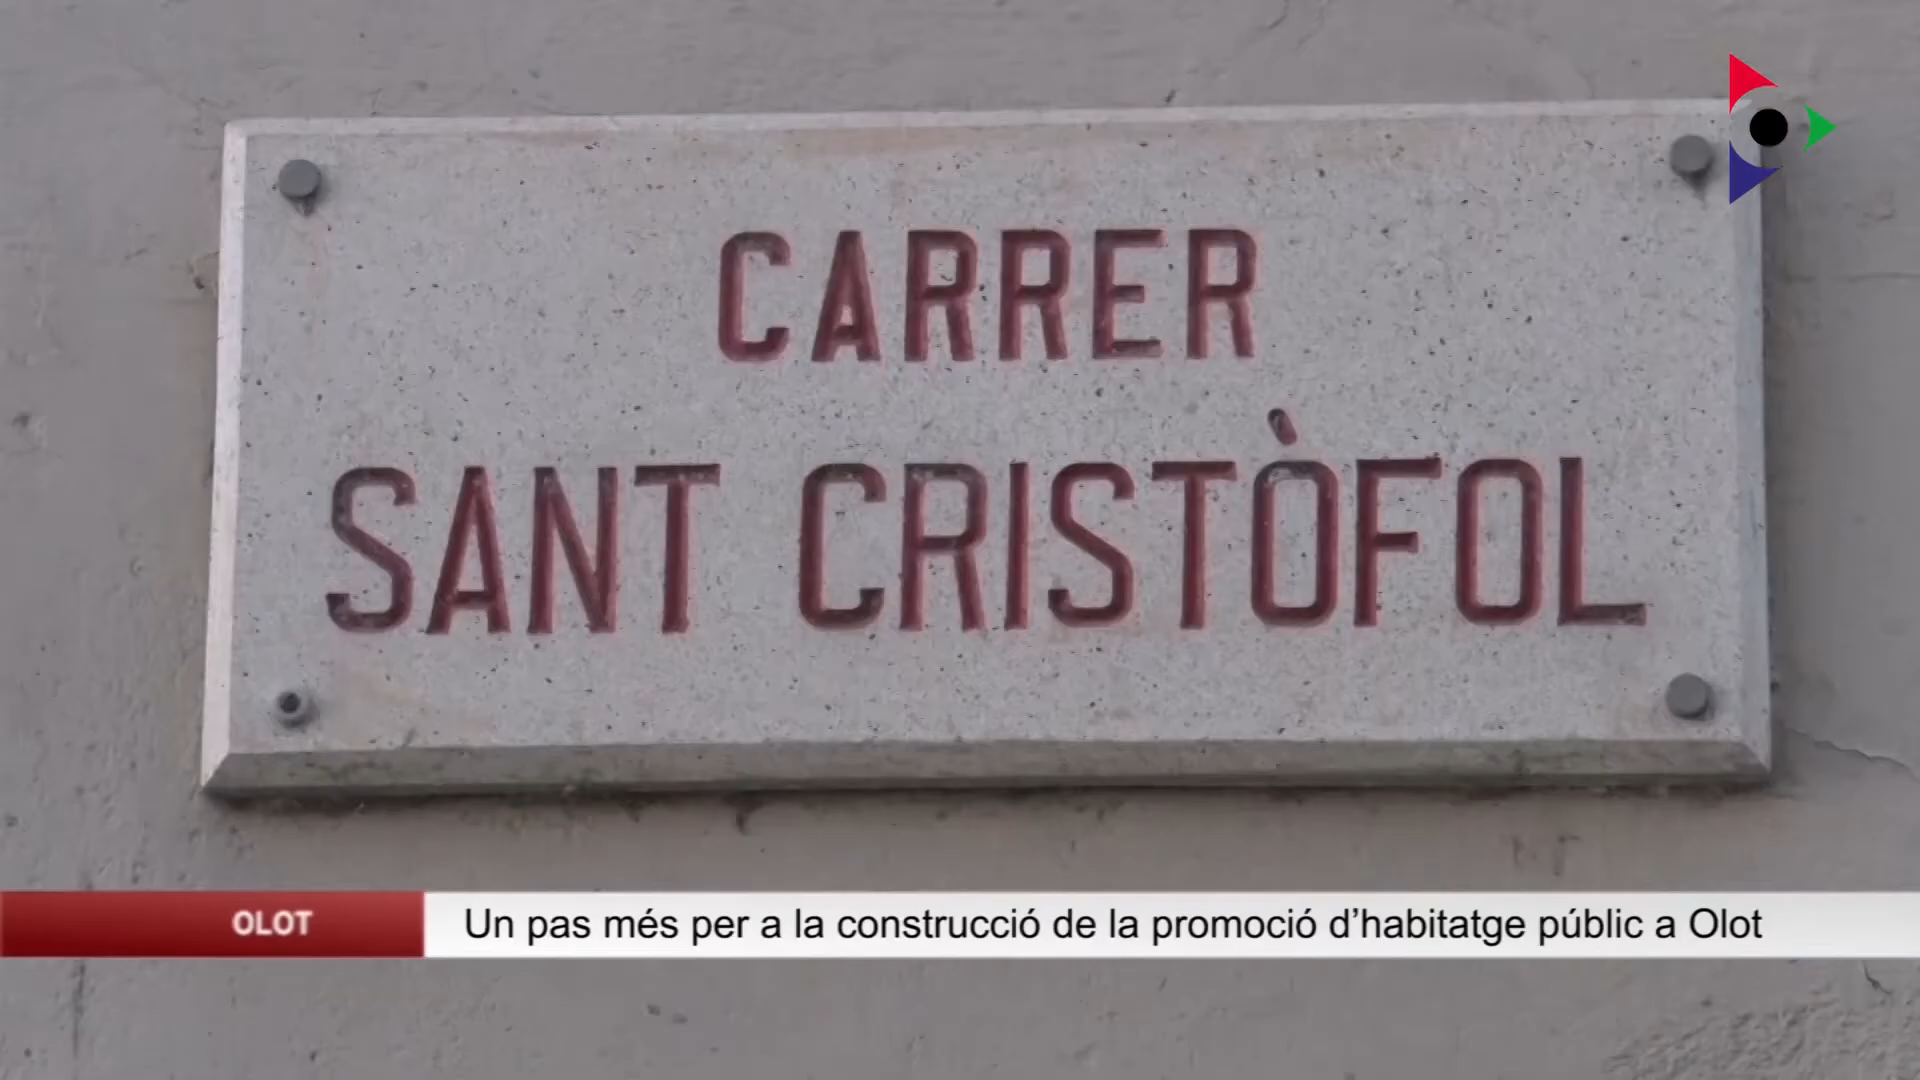 CARRER
SANT CRISTÒFOL
OLOT
Un pas més per a la construcció de la promoció d’habitatge públic a Olot